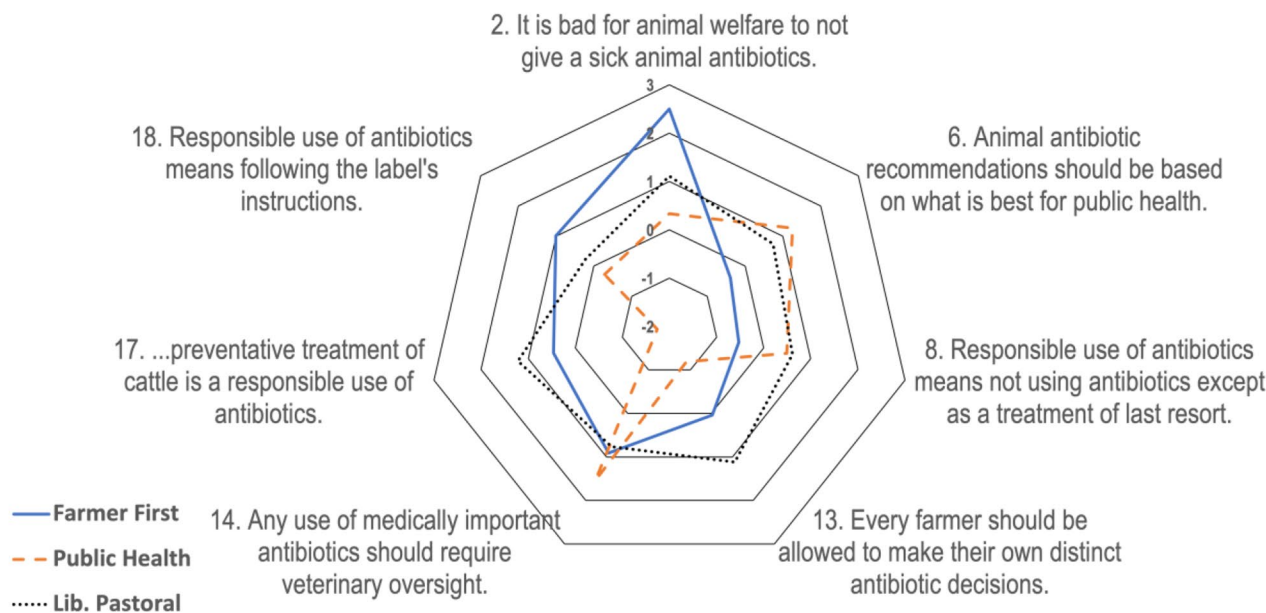 2. It is bad for animal welfare to not
give a sick animal antibiotics.
3
2
1
0
-1
-2
18. Responsible use of antibiotics
means following the label's
instructions.
6. Animal antibiotic
recommendations should be based
on what is best for public health.
17. ...preventative treatment of
cattle is a responsible use of
antibiotics.
8. Responsible use of antibiotics
means not using antibiotics except
as a treatment of last resort.
14. Any use of medically important
antibiotics should require
veterinary oversight.
13. Every farmer should be
allowed to make their own distinct
antibiotic decisions.
Farmer First
Public Health
Lib. Pastoral